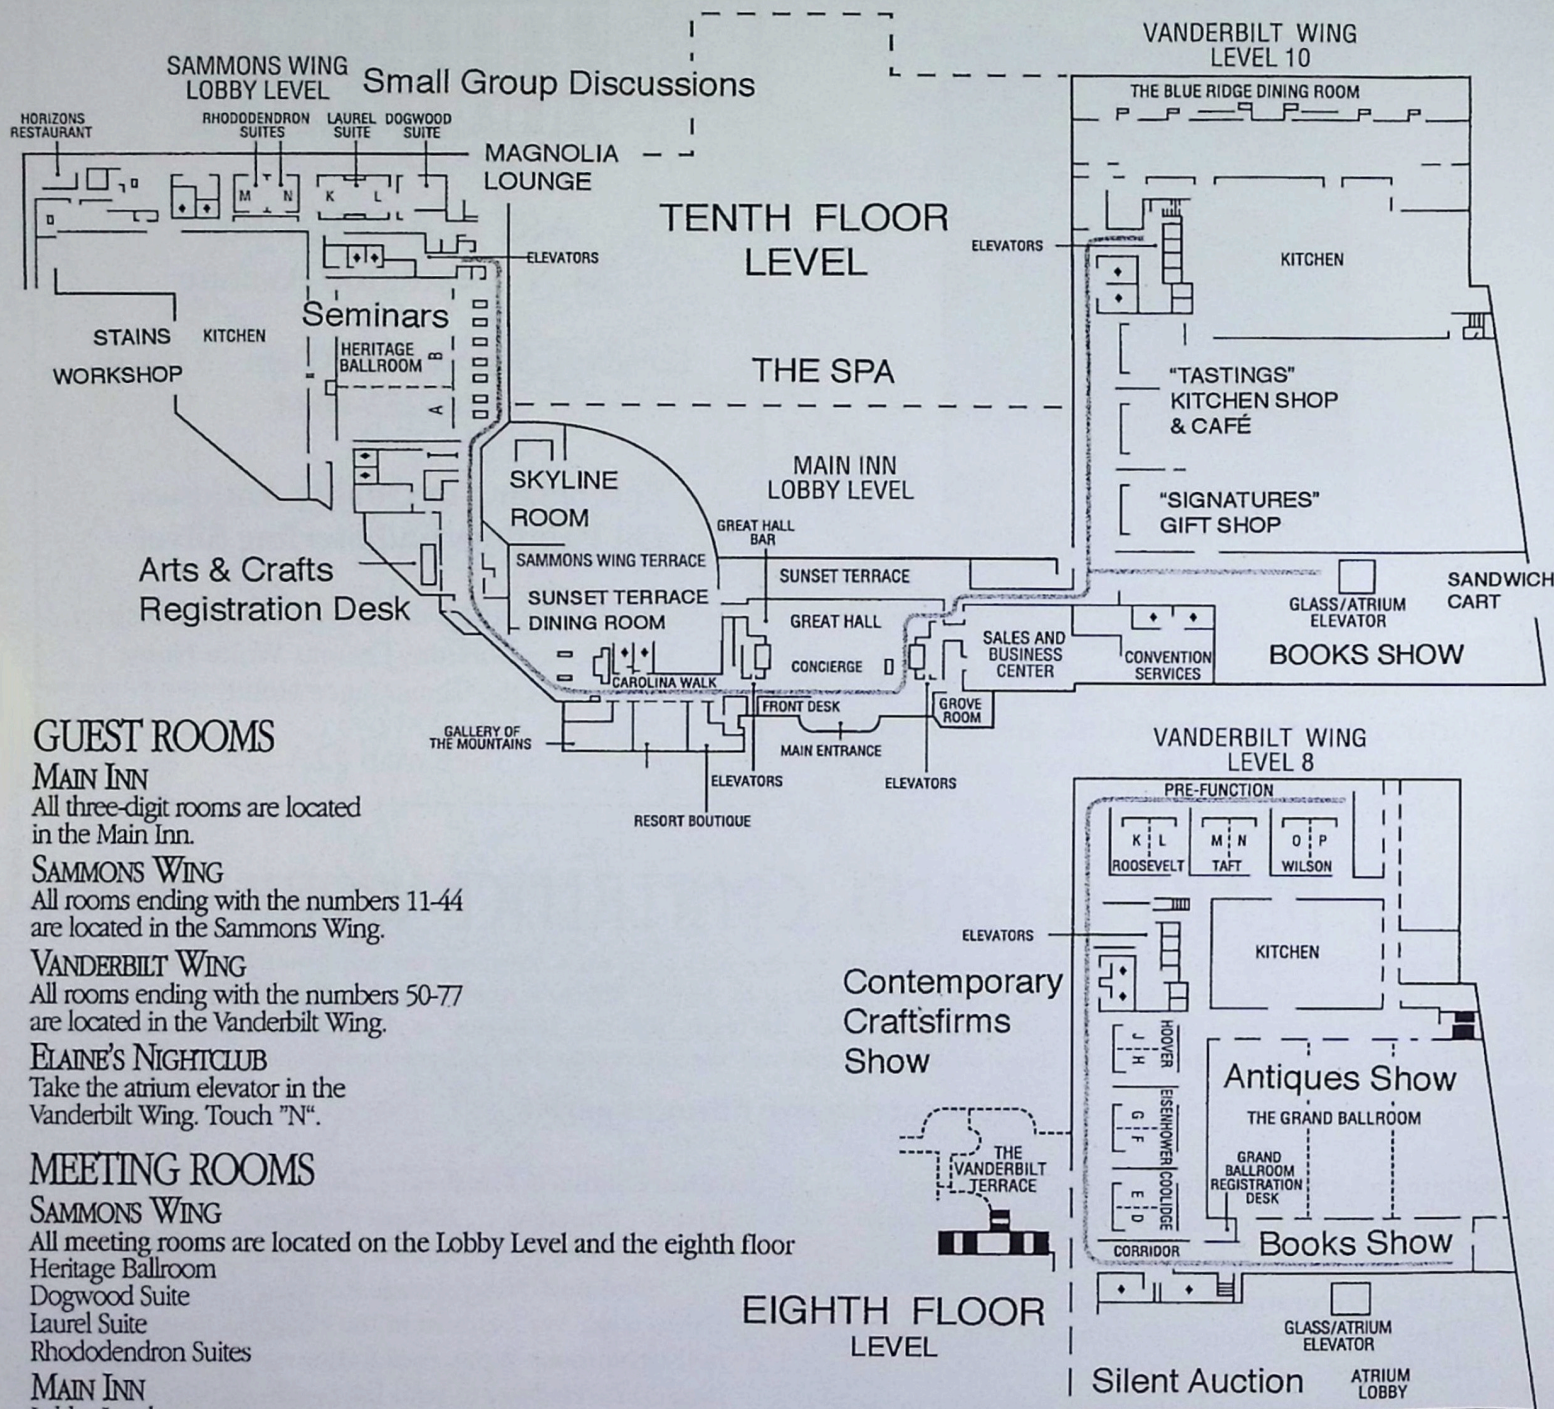 VANDERBILT WING
LEVEL 10
THE BLUE RIDGE DINING ROOM
SAMMONS WING
LOBBY LEVEL
Small Group Discussions
HORIZONS
RESTAURANT
RHODODENDRON
SUITES
LAUREL
SUITE
DOGWOOD
SUITE
MAGNOLIA
LOUNGE
M N
K L
TENTH FLOOR
LEVEL
ELEVATORS
ELEVATORS
KITCHEN
Seminars
STAINS
WORKSHOP
KITCHEN
HERITAGE
BALLROOM
B
A
THE SPA
"TASTINGS"
KITCHEN SHOP
& CAFÉ
MAIN INN
LOBBY LEVEL
SKYLINE
ROOM
GREAT HALL
BAR
"SIGNATURES"
GIFT SHOP
SAMMONS WING TERRACE
SUNSET TERRACE
Arts & Crafts
Registration Desk
SUNSET TERRACE
DINING ROOM
GREAT HALL
CONCIERGE
SALES AND
BUSINESS
CENTER
CONVENTION
SERVICES
GLASS/ATRIUM
ELEVATOR
SANDWICH
CART
BOOKS SHOW
CAROLINA WALK
FRONT DESK
GROVE
ROOM
GALLERY OF
THE MOUNTAINS
MAIN ENTRANCE
ELEVATORS
ELEVATORS
RESORT BOUTIQUE
GUEST ROOMS
MAIN INN
All three-digit rooms are located
in the Main Inn.
SAMMONS WING
All rooms ending with the numbers 11-44
are located in the Sammons Wing.
VANDERBILT WING
All rooms ending with the numbers 50-77
are located in the Vanderbilt Wing.
ELAINE'S NIGHTCLUB
Take the atrium elevator in the
Vanderbilt Wing. Touch "N".
MEETING ROOMS
SAMMONS WING
All meeting rooms are located on the Lobby Level and the eighth floor
Heritage Ballroom
Dogwood Suite
Laurel Suite
Rhododendron Suites
MAIN INN
VANDERBILT WING
LEVEL 8
PRE-FUNCTION
K L
ROOSEVELT
M N
TAFT
O P
WILSON
ELEVATORS
KITCHEN
Contemporary
Craftsfirms
Show
J H
HOOVER
G F
EISENHOWER
E D
COOLIDGE
Antiques Show
THE GRAND BALLROOM
GRAND
BALLROOM
REGISTRATION
DESK
THE
VANDERBILT
TERRACE
CORRIDOR
Books Show
EIGHTH FLOOR
LEVEL
GLASS/ATRIUM
ELEVATOR
Silent Auction
ATRIUM
LOBBY